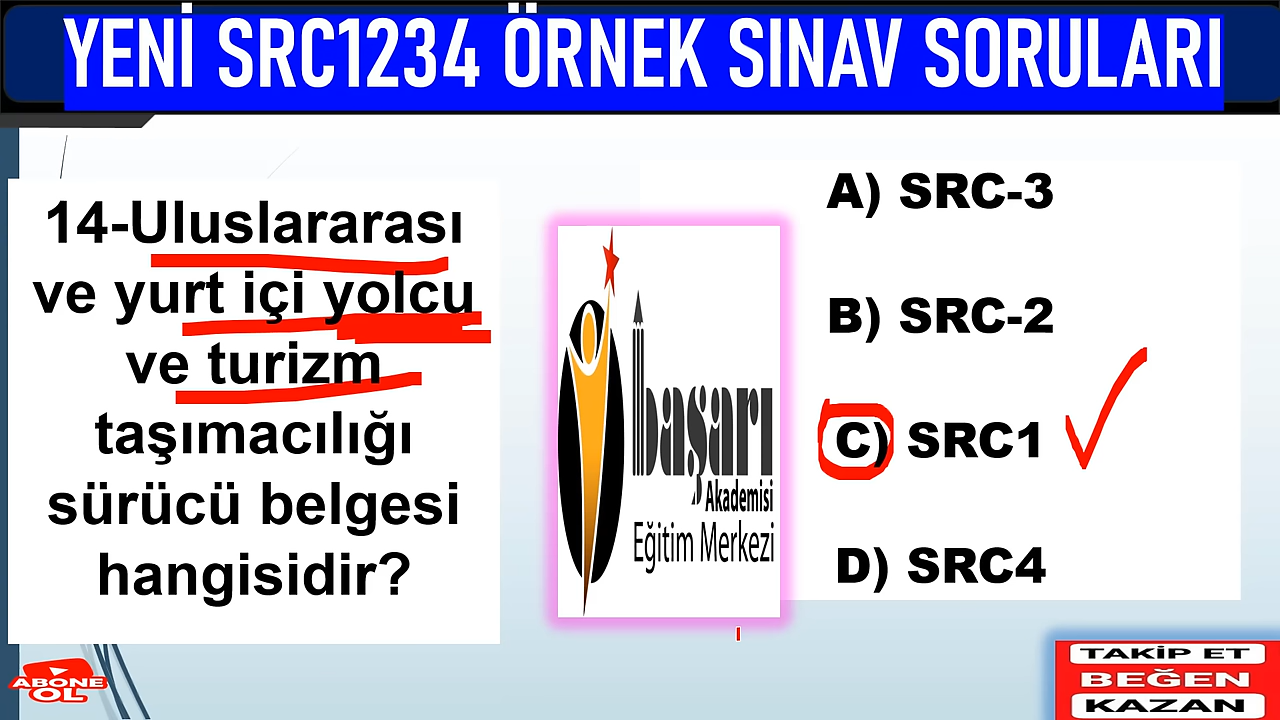 YENİ SRC1234 ÖRNEK SINAV SORULARI
14-Uluslararası
ve yurt içi yolcu
ve turizm
taşımacılığı
sürücü belgesi
hangisidir?
başarı
Akademisi
Eğitim Merkezi
A) SRC-3
B) SRC-2
C) SRC1
D) SRC4
ABONE
OL
TAKİP ET
BEĞEN
KAZAN